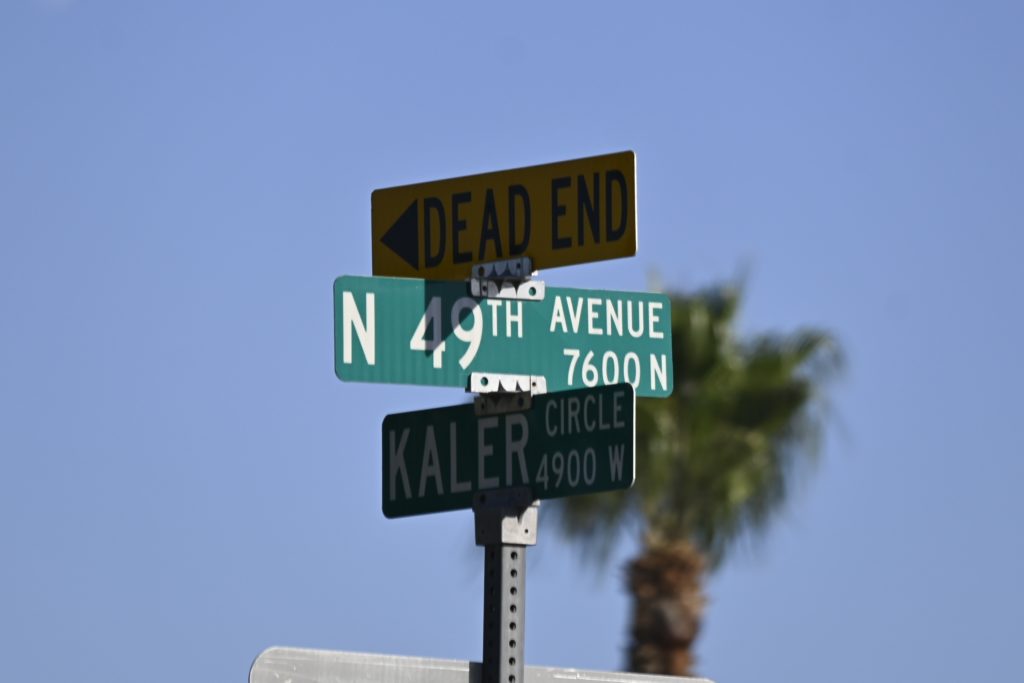 DEAD END
N 49TH AVENUE
7600 N
KALER CIRCLE
4900 W